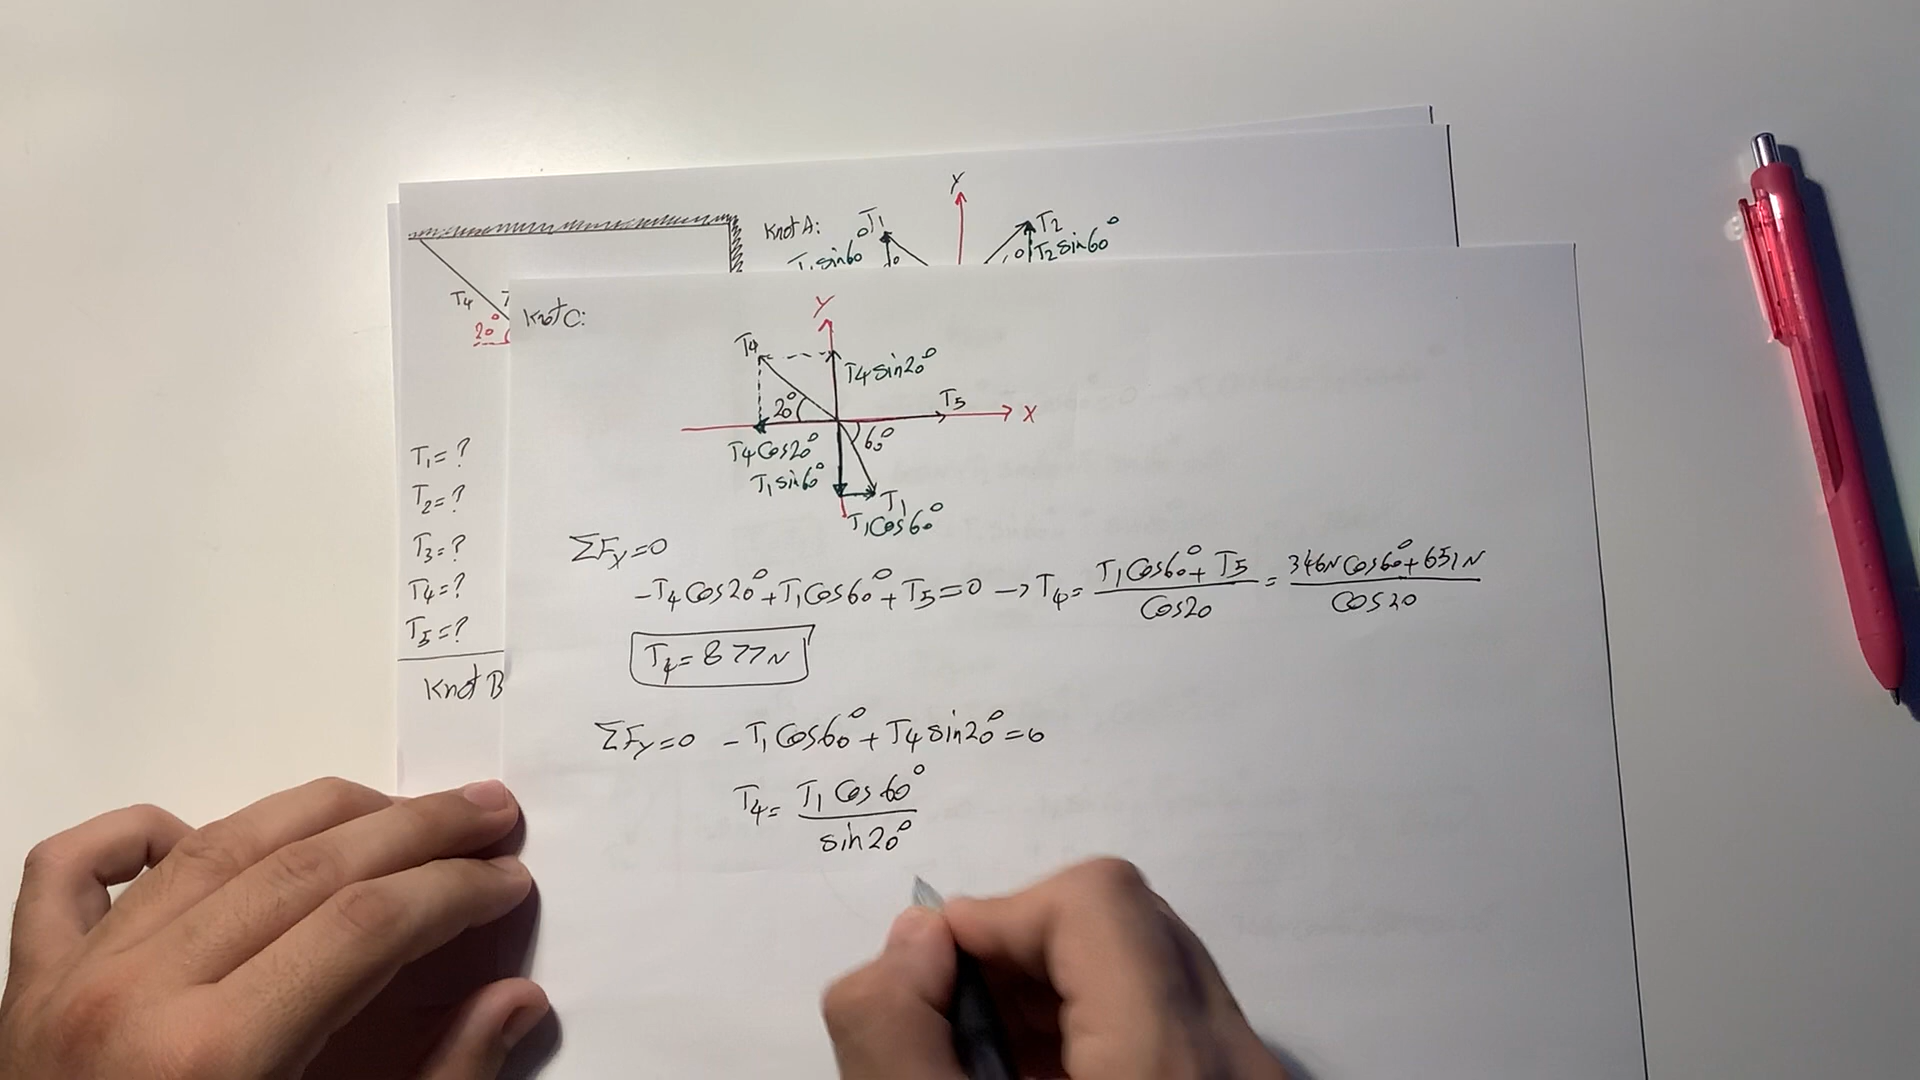 Knot A:
Y
T1
T2
T1 sin60
T2 sin60°
T4
20°
T1=?
T2=?
T3=?
T4=?
T5=?
Knot B
Knot C:
Y
T4
T4 sin20°
20°
T5
X
T4 Cos20°
60°
T1 sin60°
T1
T1 Cos60°
ΣFx=0
-T4 Cos20° + T1 Cos60° + T5 = 0 → T4 = (T1 Cos60° + T5)/Cos20 = (346N Cos60° + 651N)/Cos20
T4 = 877N
ΣFy=0 -T1 Cos60° + T4 sin20° = 0
T4 = T1 Cos60°/sin20°